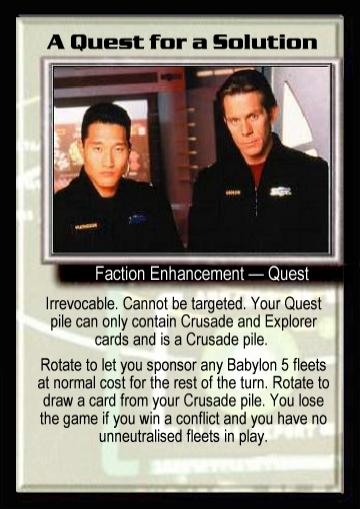 A Quest for a Solution
Faction Enhancement — Quest
Irrevocable. Cannot be targeted. Your Quest
pile can only contain Crusade and Explorer
cards and is a Crusade pile.
Rotate to let you sponsor any Babylon 5 fleets
at normal cost for the rest of the turn. Rotate to
draw a card from your Crusade pile. You lose
the game if you win a conflict and you have no
unneutralised fleets in play.